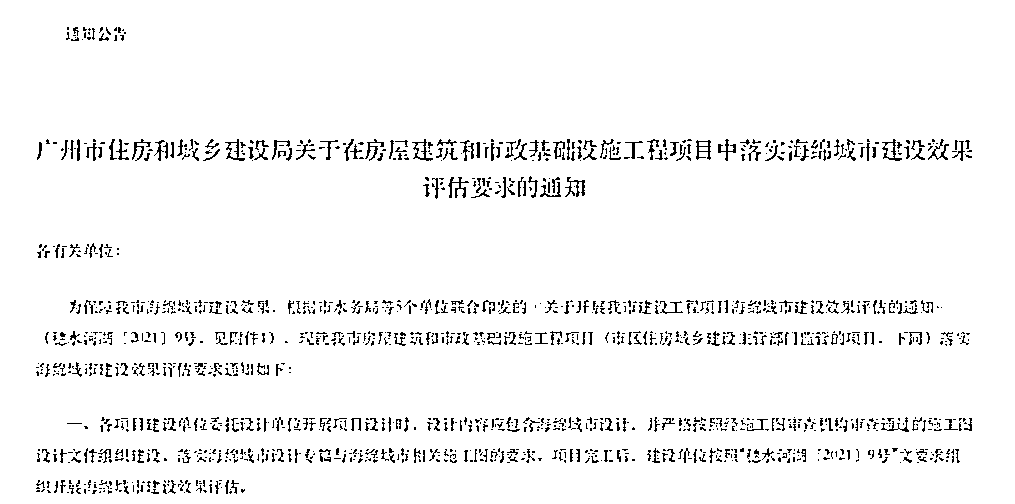 通知公告
广州市住房和城乡建设局关于在房屋建筑和市政基础设施工程项目中落实海绵城市建设效果
评估要求的通知
各有关单位：
为保障我市海绵城市建设效果，根据市水务局等5个单位联合印发的“关于开展我市建设工程项目海绵城市建设效果评估的通知”
（穗水河湖〔2021〕9号，见附件1），现就我市房屋建筑和市政基础设施工程项目（市区住房城乡建设主管部门监管的项目，下同）落实
海绵城市建设效果评估要求通知如下：
一、各项目建设单位委托设计单位开展项目设计时，设计内容应包含海绵城市设计，并严格按照经施工图审查机构审查通过的施工图
设计文件组织建设，落实海绵城市设计专篇与海绵城市相关施工图的要求。项目完工后，建设单位按照“穗水河湖〔2021〕9号”文要求组
织开展海绵城市建设效果评估。